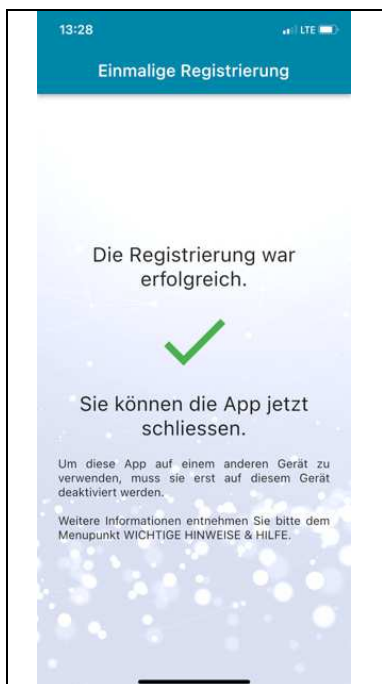 13:28 LTE
Einmalige Registrierung
Die Registrierung war
erfolgreich.
Sie können die App jetzt
schliessen.
Um diese App auf einem anderen Gerät zu
verwenden, muss sie erst auf diesem Gerät
deaktiviert werden.
Weitere Informationen entnehmen Sie bitte dem
Menupunkt WICHTIGE HINWEISE & HILFE.